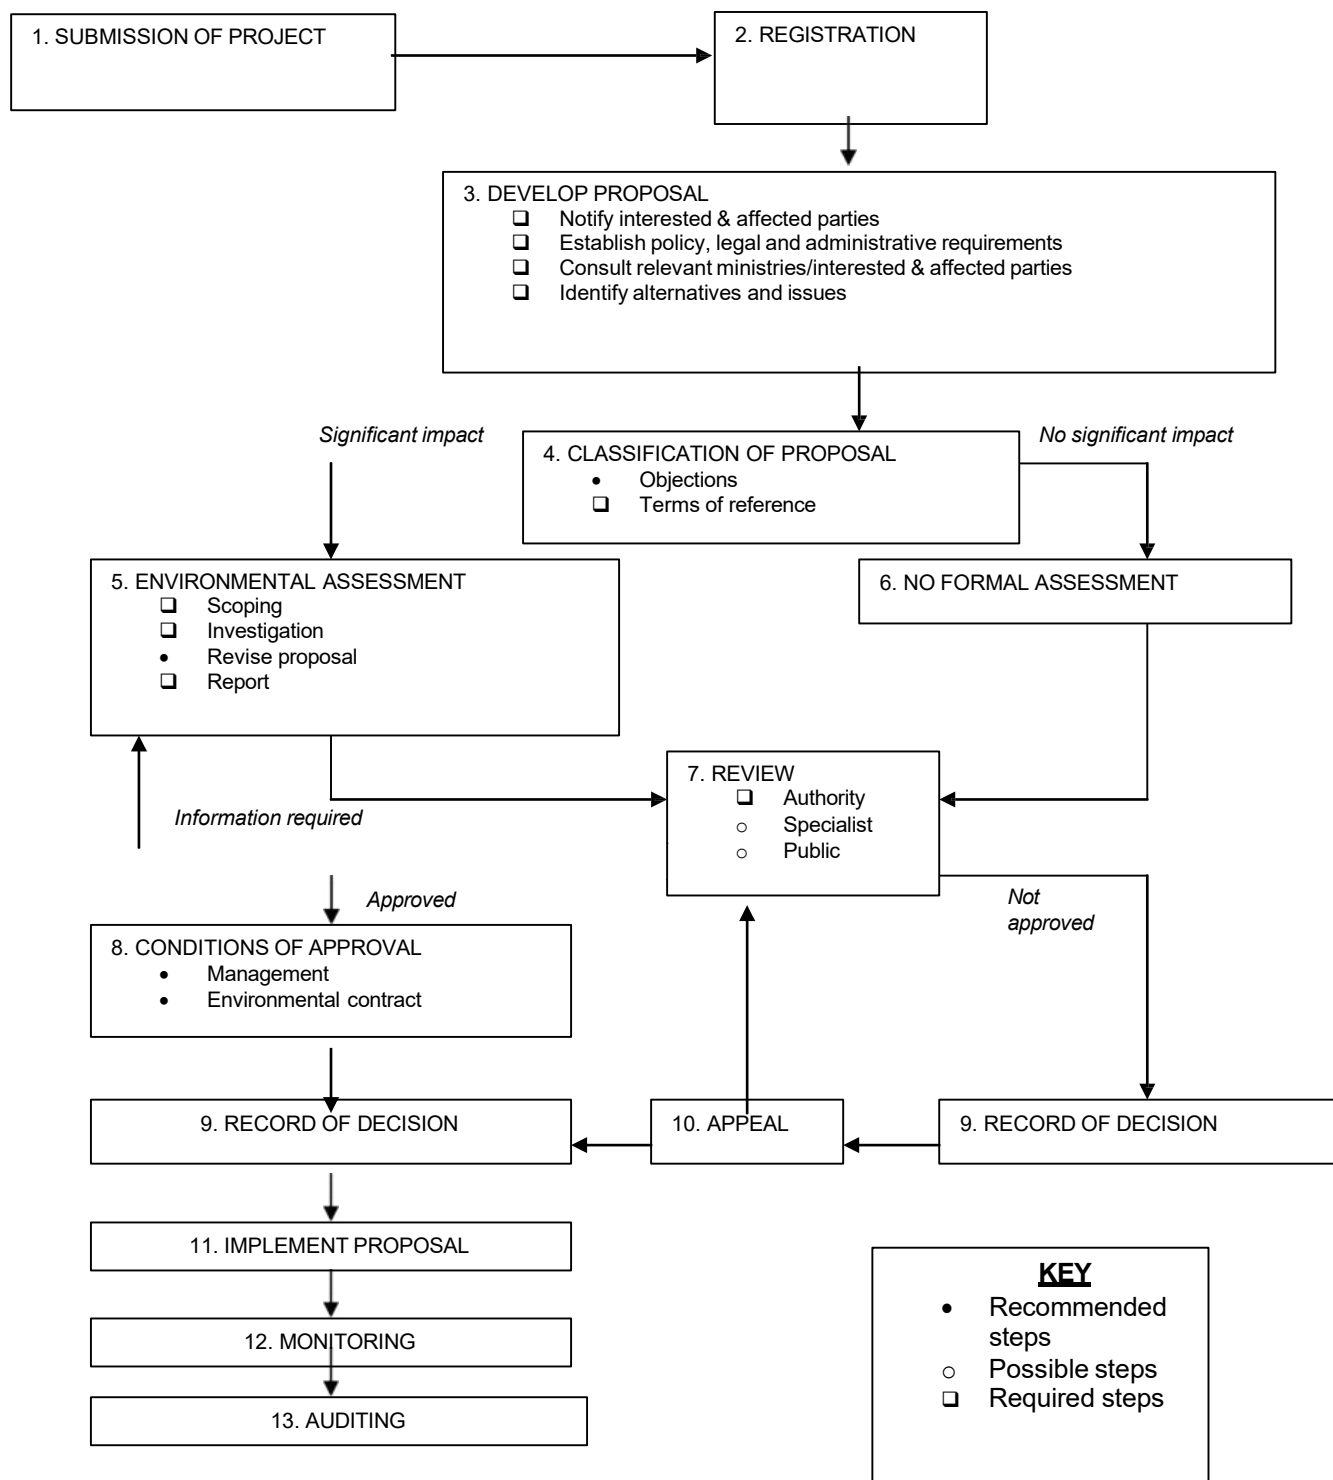 1. SUBMISSION OF PROJECT
2. REGISTRATION
3. DEVELOP PROPOSAL
❑ Notify interested & affected parties
❑ Establish policy, legal and administrative requirements
❑ Consult relevant ministries/interested & affected parties
❑ Identify alternatives and issues
Significant impact
No significant impact
4. CLASSIFICATION OF PROPOSAL
• Objections
❑ Terms of reference
5. ENVIRONMENTAL ASSESSMENT
❑ Scoping
❑ Investigation
• Revise proposal
❑ Report
6. NO FORMAL ASSESSMENT
7. REVIEW
❑ Authority
○ Specialist
○ Public
Information required
Approved
Not
approved
8. CONDITIONS OF APPROVAL
• Management
• Environmental contract
9. RECORD OF DECISION
10. APPEAL
9. RECORD OF DECISION
11. IMPLEMENT PROPOSAL
12. MONITORING
13. AUDITING
KEY
• Recommended
steps
○ Possible steps
❑ Required steps